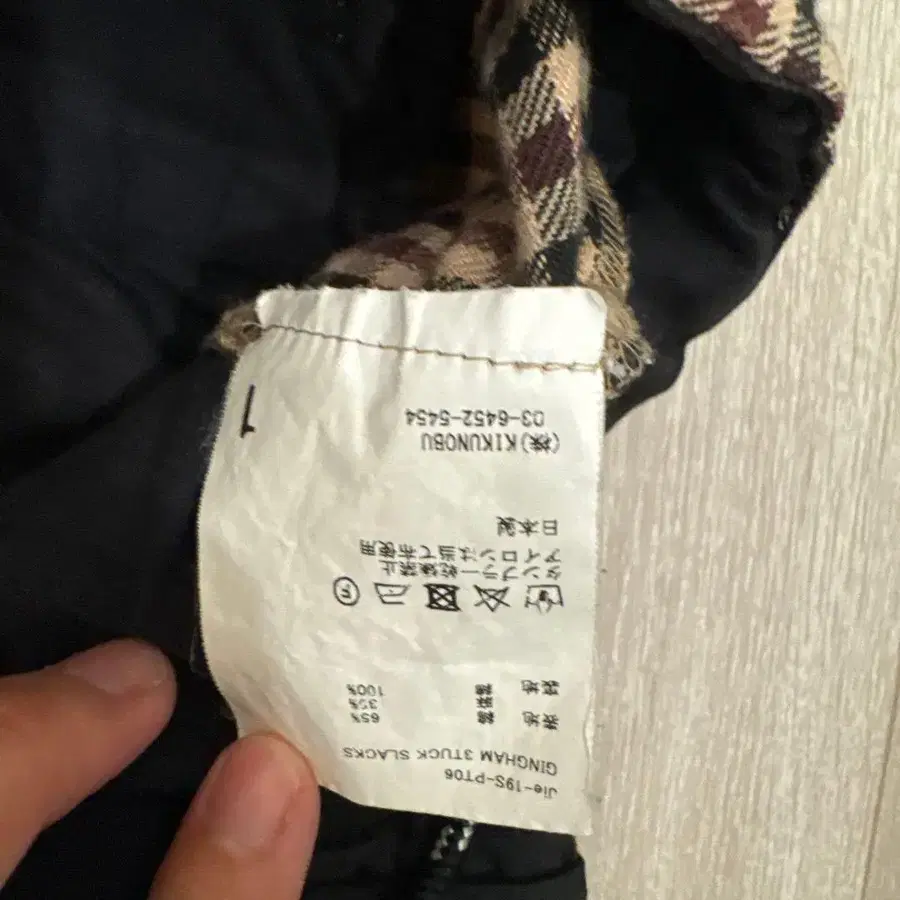 Jie-19S-PT06
GINGHAM 3TUCK SLACKS
表地 綿 65%
麻 35%
裏地 綿 100%
タンブラー乾燥禁止
アイロンは当て布使用
日本製
(株)KIKUNOBU
03-6452-5454
1